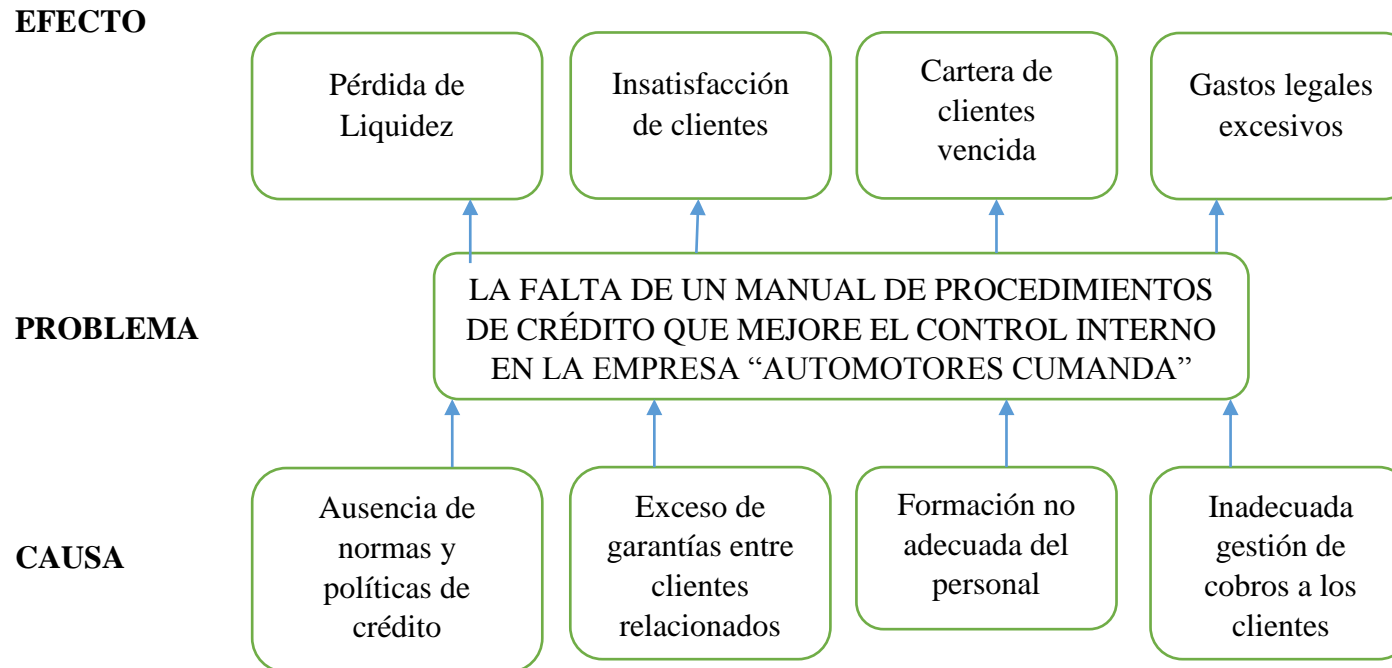 EFECTO
Pérdida de
Liquidez
Insatisfacción
de clientes
Cartera de
clientes
vencida
Gastos legales
excesivos
PROBLEMA
LA FALTA DE UN MANUAL DE PROCEDIMIENTOS
DE CRÉDITO QUE MEJORE EL CONTROL INTERNO
EN LA EMPRESA “AUTOMOTORES CUMANDA”
CAUSA
Ausencia de
normas y
políticas de
crédito
Exceso de
garantías entre
clientes
relacionados
Formación no
adecuada del
personal
Inadecuada
gestión de
cobros a los
clientes